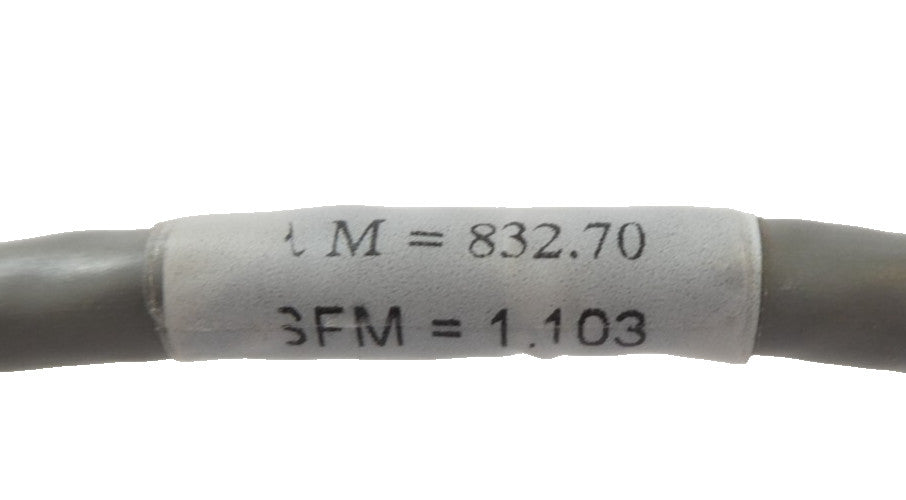 M = 832.70
FM = 1.103